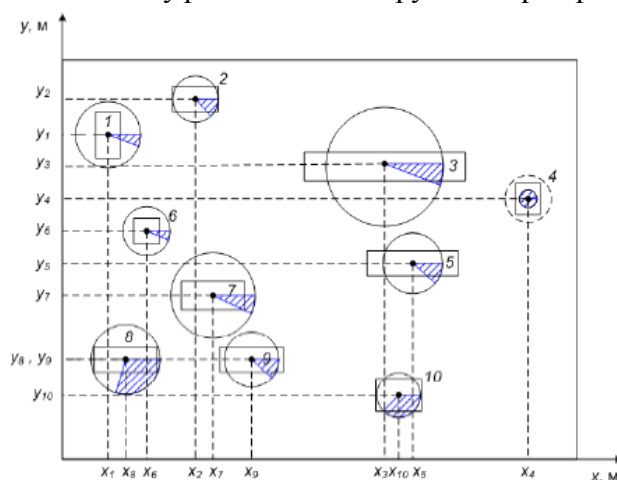 y, м
y₂
2
y₁
1
y₃
3
y₄
4
y₆
6
y₅
5
y₇
7
8
y₈ , y₉
9
10
y₁₀
x₁ x₈ x₆ x₂ x₇ x₉ x₃ x₁₀ x₅ x₄ x, м